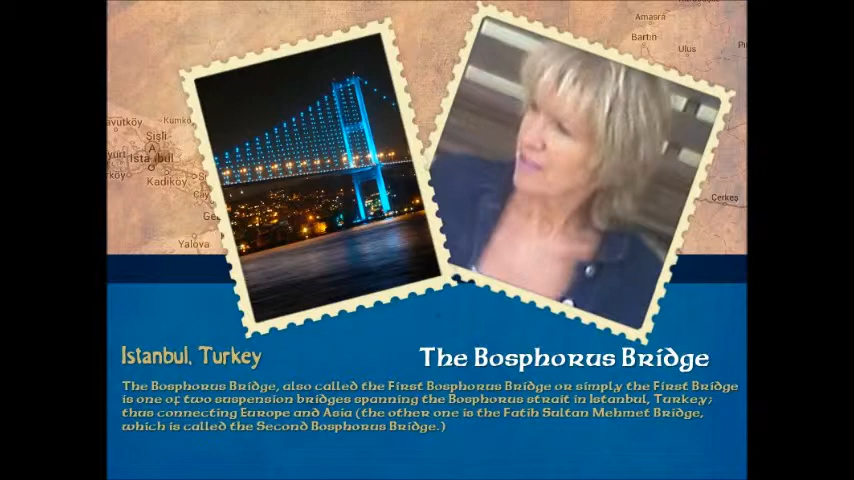 Amasra
Bartın
Ulus
Kumko
Şişli
Istanbul
Kadıköy
Yalova
Çerkeş
Istanbul, Turkey
The Bosphorus Bridge
The Bosphorus Bridge, also called the First Bosphorus Bridge or simply the First Bridge
is one of two suspension bridges spanning the Bosphorus strait in Istanbul, Turkey;
thus connecting Europe and Asia (the other one is the Fatih Sultan Mehmet Bridge,
which is called the Second Bosphorus Bridge.)